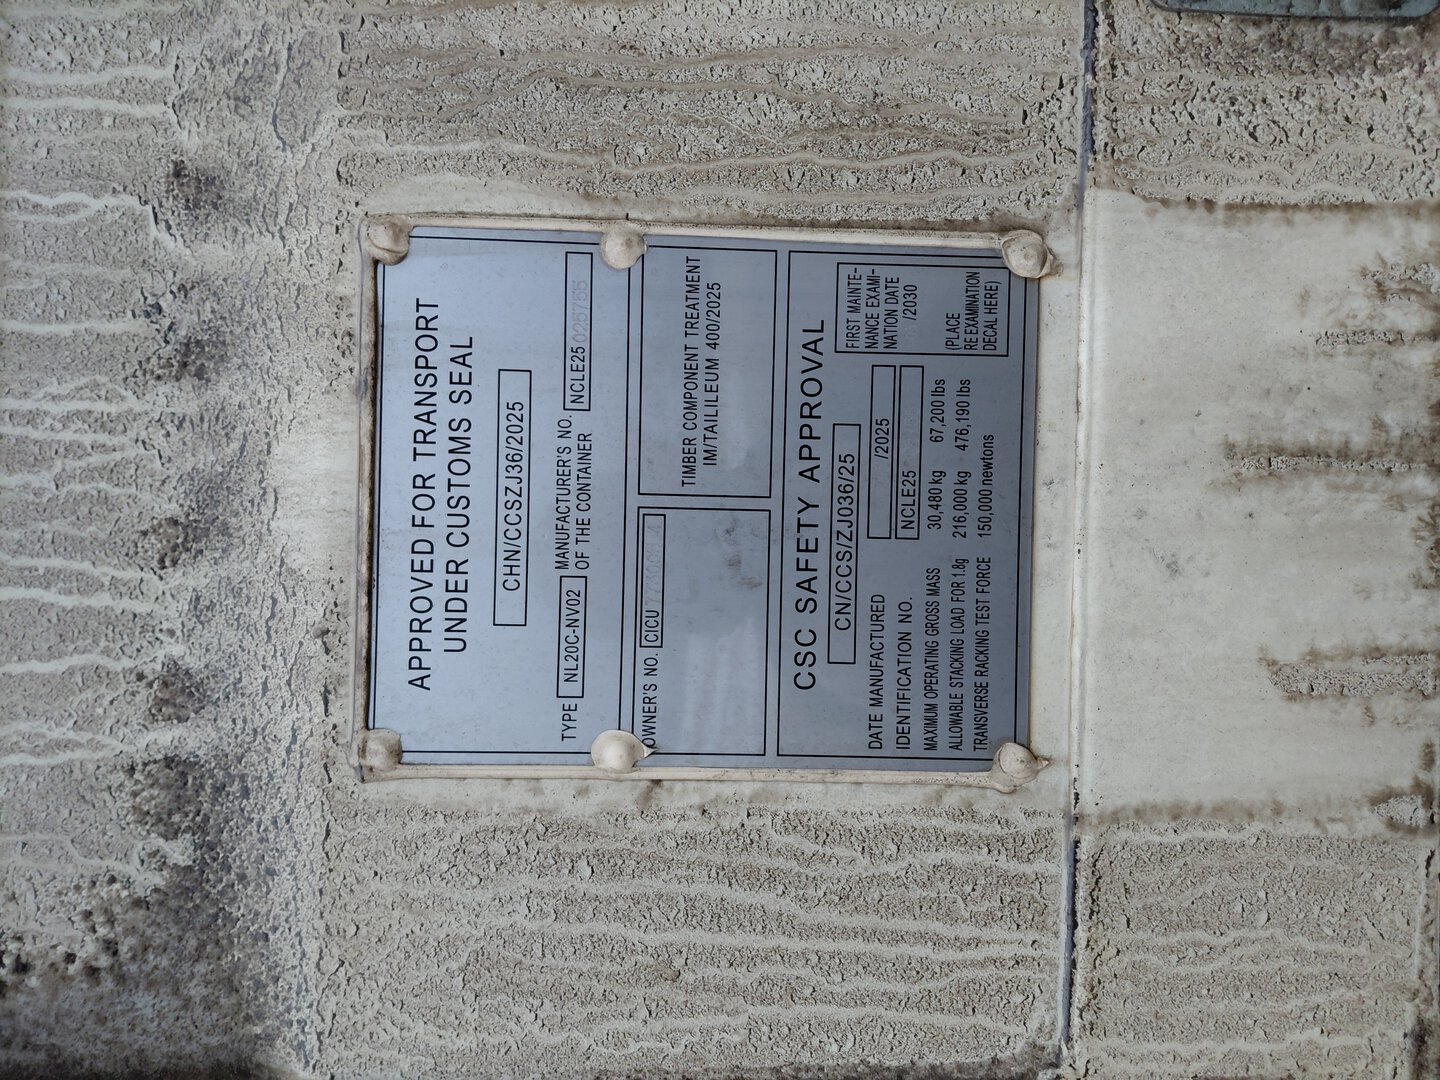 APPROVED FOR TRANSPORT
UNDER CUSTOMS SEAL
CHN/CCSZJ36/2025
TYPE NL20C-NV02 MANUFACTURER'S NO. OF THE CONTAINER NCLE25
OWNER'S NO. CICU
TIMBER COMPONENT TREATMENT
IM/TAILILEUM 400/2025
CSC SAFETY APPROVAL
CN/CCS/ZJ036/25
DATE MANUFACTURED /2025
IDENTIFICATION NO. NCLE25
MAXIMUM OPERATING GROSS MASS 30,480 kg 67,200 lbs
ALLOWABLE STACKING LOAD FOR 1.8g 216,000 kg 476,190 lbs
TRANSVERSE RACKING TEST FORCE 150,000 newtons
FIRST MAINTE-
NANCE EXAMI-
NATION DATE
/2030
(PLACE
REEXAMINATION
DECAL HERE)